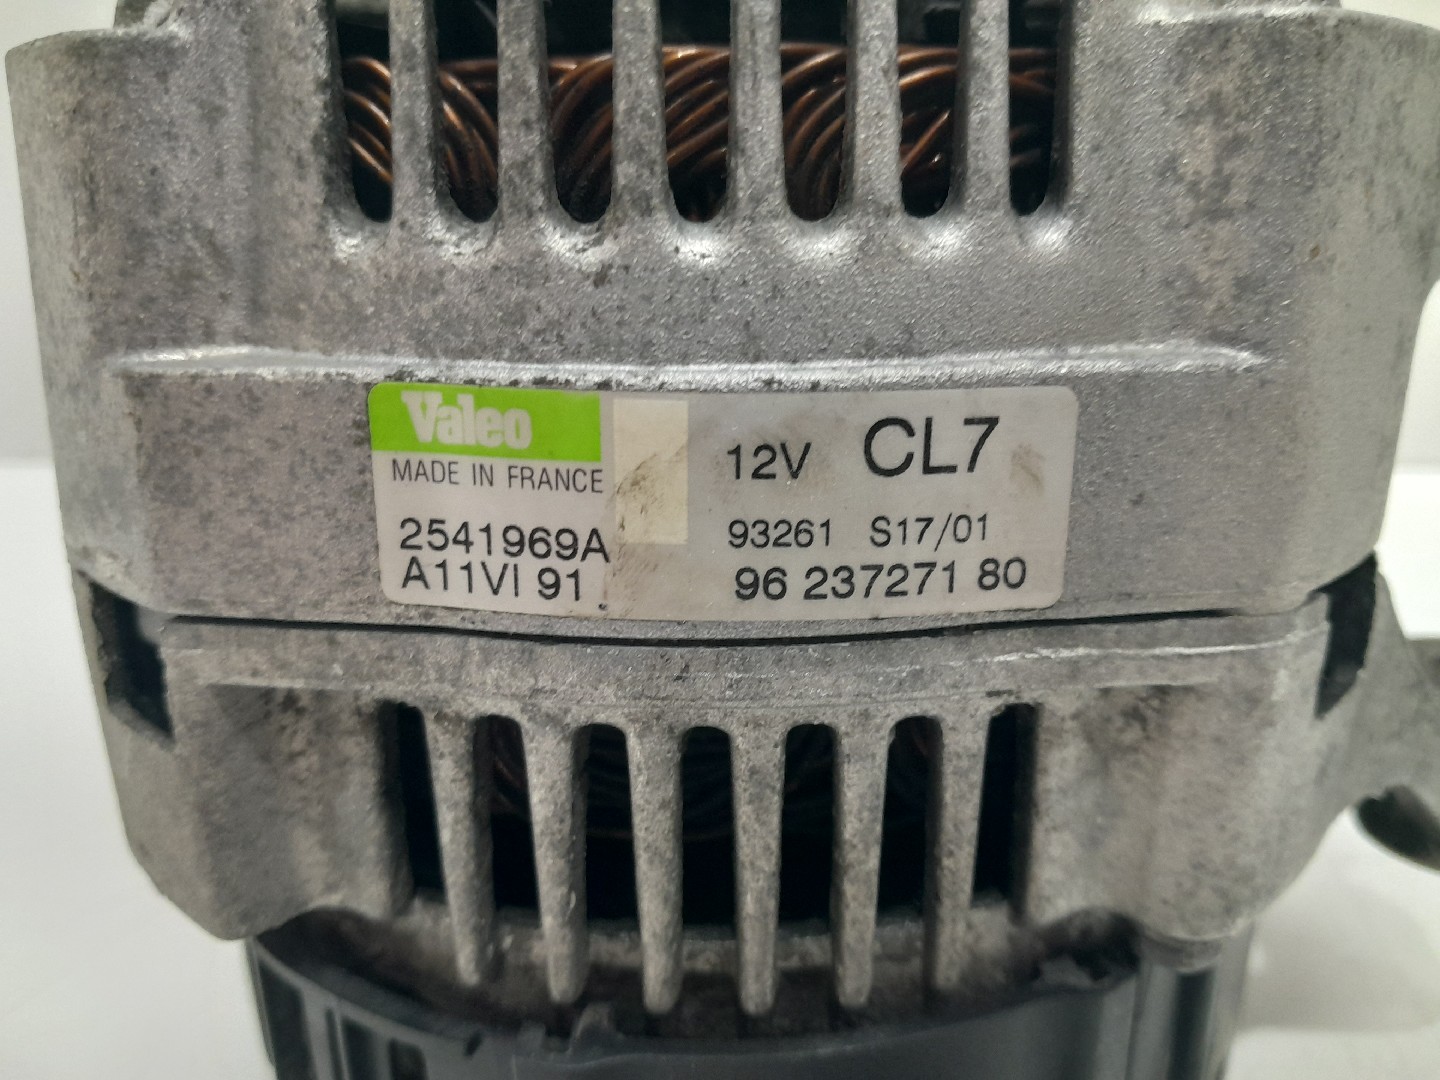 Valeo
MADE IN FRANCE
2541969A
A11VI 91
12V CL7
93261 S17/01
96 237271 80